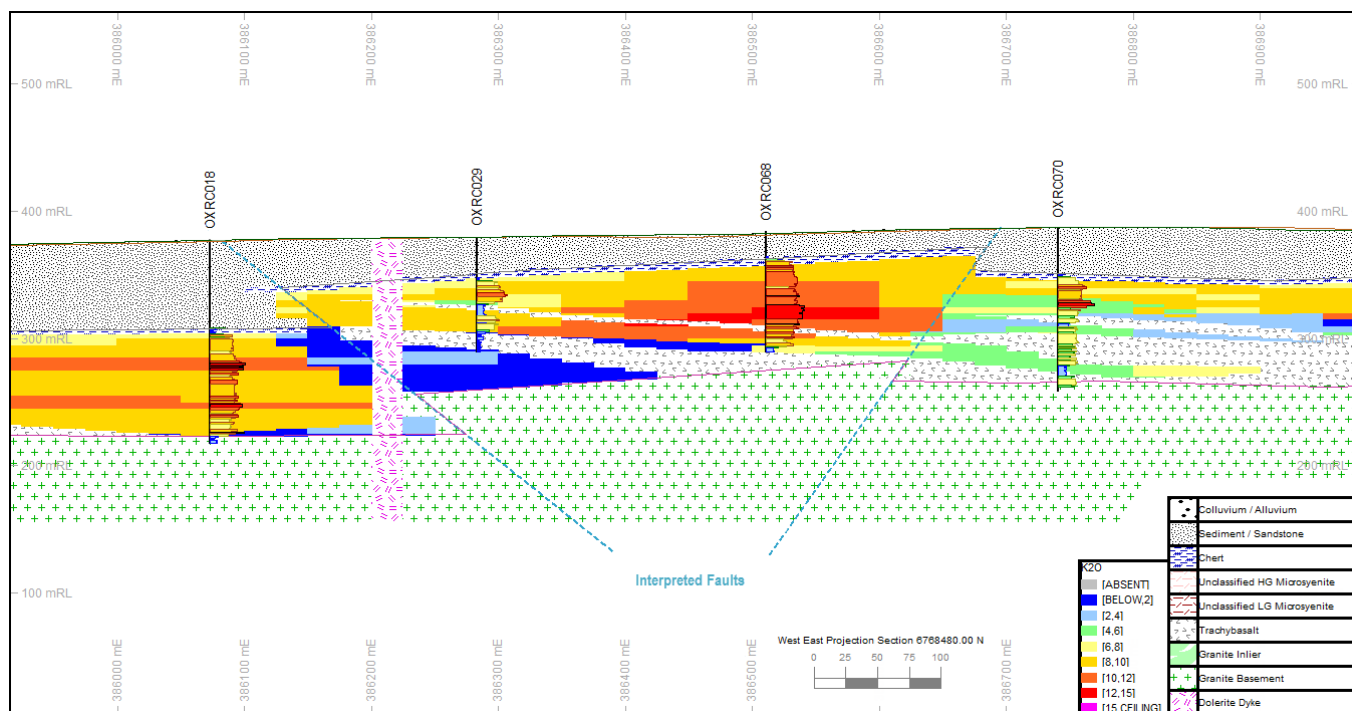 386000 mE
386100 mE
386200 mE
386300 mE
386400 mE
386500 mE
386600 mE
386700 mE
386800 mE
386900 mE
500 mRL
500 mRL
OXRC018
OXRC029
OXRC068
OXRC070
400 mRL
400 mRL
300 mRL
300 mRL
200 mRL
200 mRL
Interpreted Faults
100 mRL
West East Projection Section 6768480.00 N
0 25 50 75 100
K2O
[ABSENT]
[BELOW,2]
[2,4]
[4,6]
[6,8]
[8,10]
[10,12]
[12,15]
[15,CEILING]
Colluvium / Alluvium
Sediment / Sandstone
Chert
Unclassified HG Microsyenite
Unclassified LG Microsyenite
Trachybasalt
Granite Inlier
Granite Basement
Dolerite Dyke
386000 mE
386100 mE
386200 mE
386300 mE
386400 mE
386500 mE
386700 mE